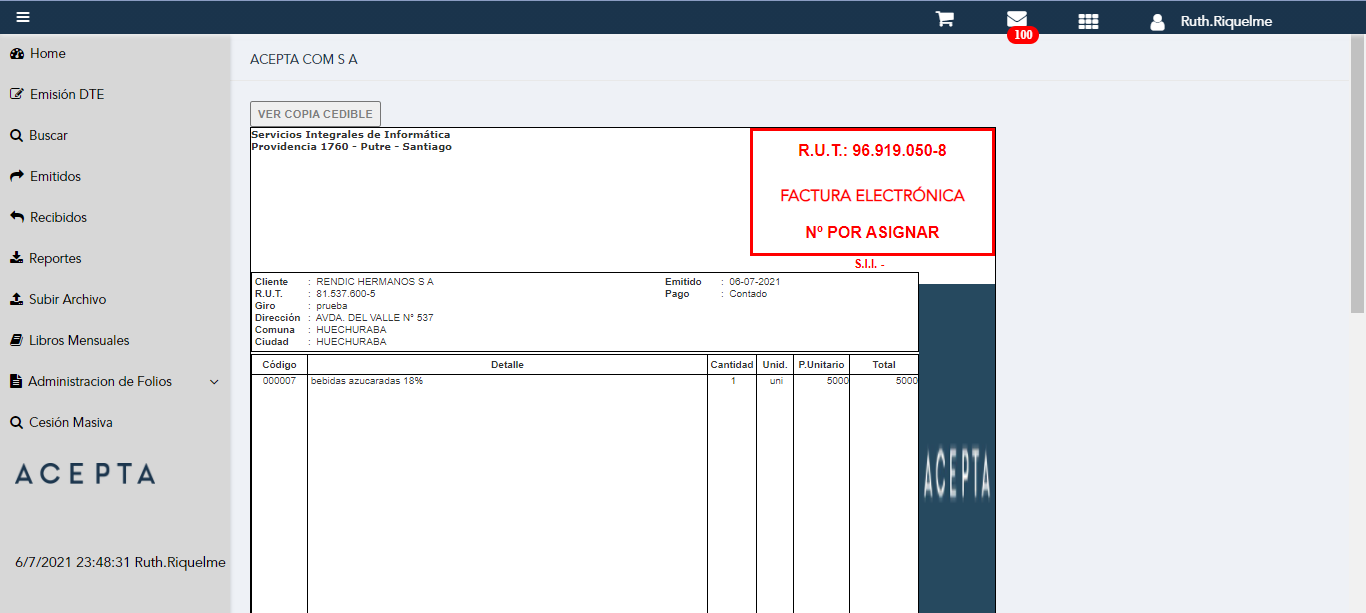 Ruth.Riquelme
100
Home
Emisión DTE
Buscar
Emitidos
Recibidos
Reportes
Subir Archivo
Libros Mensuales
Administracion de Folios
Cesión Masiva
ACEPTA
6/7/2021 23:48:31 Ruth.Riquelme
ACEPTA COM S A
VER COPIA CEDIBLE
Servicios Integrales de Informática
Providencia 1760 - Putre - Santiago
R.U.T.: 96.919.050-8
FACTURA ELECTRÓNICA
Nº POR ASIGNAR
S.I.I. -
Cliente : RENDIC HERMANOS S A Emitido : 06-07-2021
R.U.T. : 81.537.600-5 Pago : Contado
Giro : prueba
Dirección : AVDA. DEL VALLE N° 537
Comuna : HUECHURABA
Ciudad : HUECHURABA
Código Detalle Cantidad Unid. P.Unitario Total
000007 bebidas azucaradas 18% 1 uni 5000 5000
ACEPTA